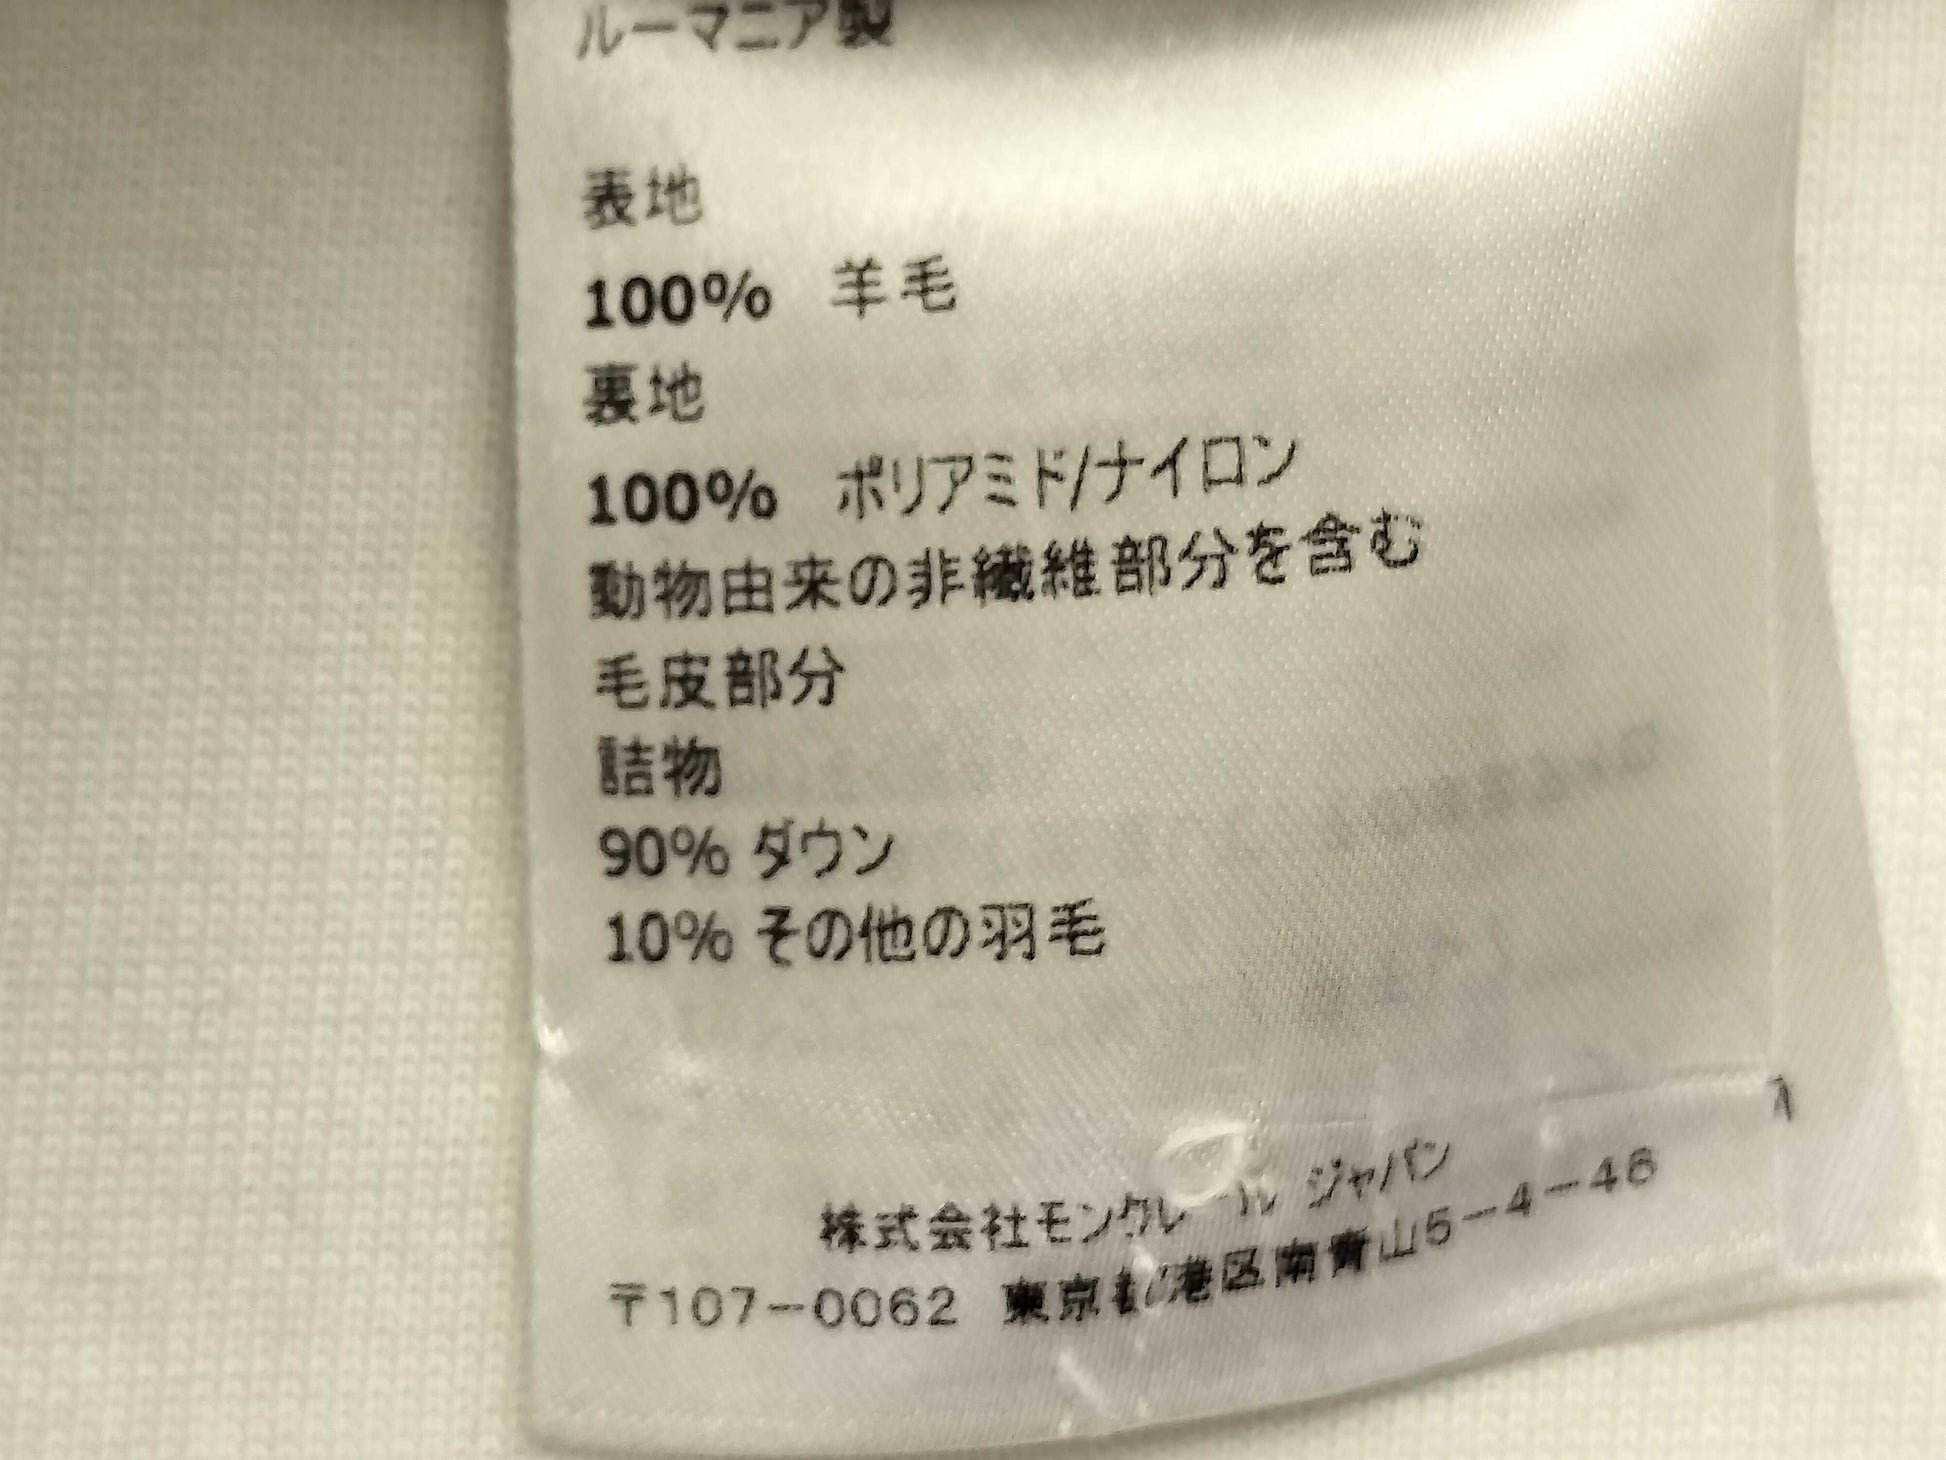 ルーマニア製
表地
100% 羊毛
裏地
100% ポリアミド/ナイロン
動物由来の非繊維部分を含む
毛皮部分
詰物
90% ダウン
10% その他の羽毛
株式会社モンクレール ジャパン
〒107-0062 東京都港区南青山5-4-46